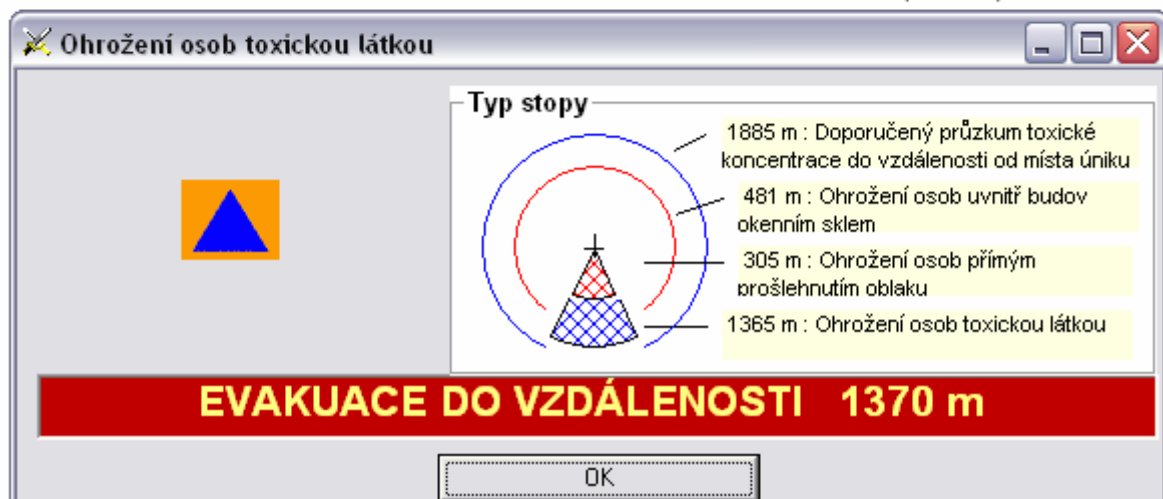 Ohrožení osob toxickou látkou
Typ stopy
1885 m : Doporučený průzkum toxické
koncentrace do vzdálenosti od místa úniku
481 m : Ohrožení osob uvnitř budov
okenním sklem
305 m : Ohrožení osob přímým
prošlehnutím oblaku
1365 m : Ohrožení osob toxickou látkou
EVAKUACE DO VZDÁLENOSTI 1370 m
OK